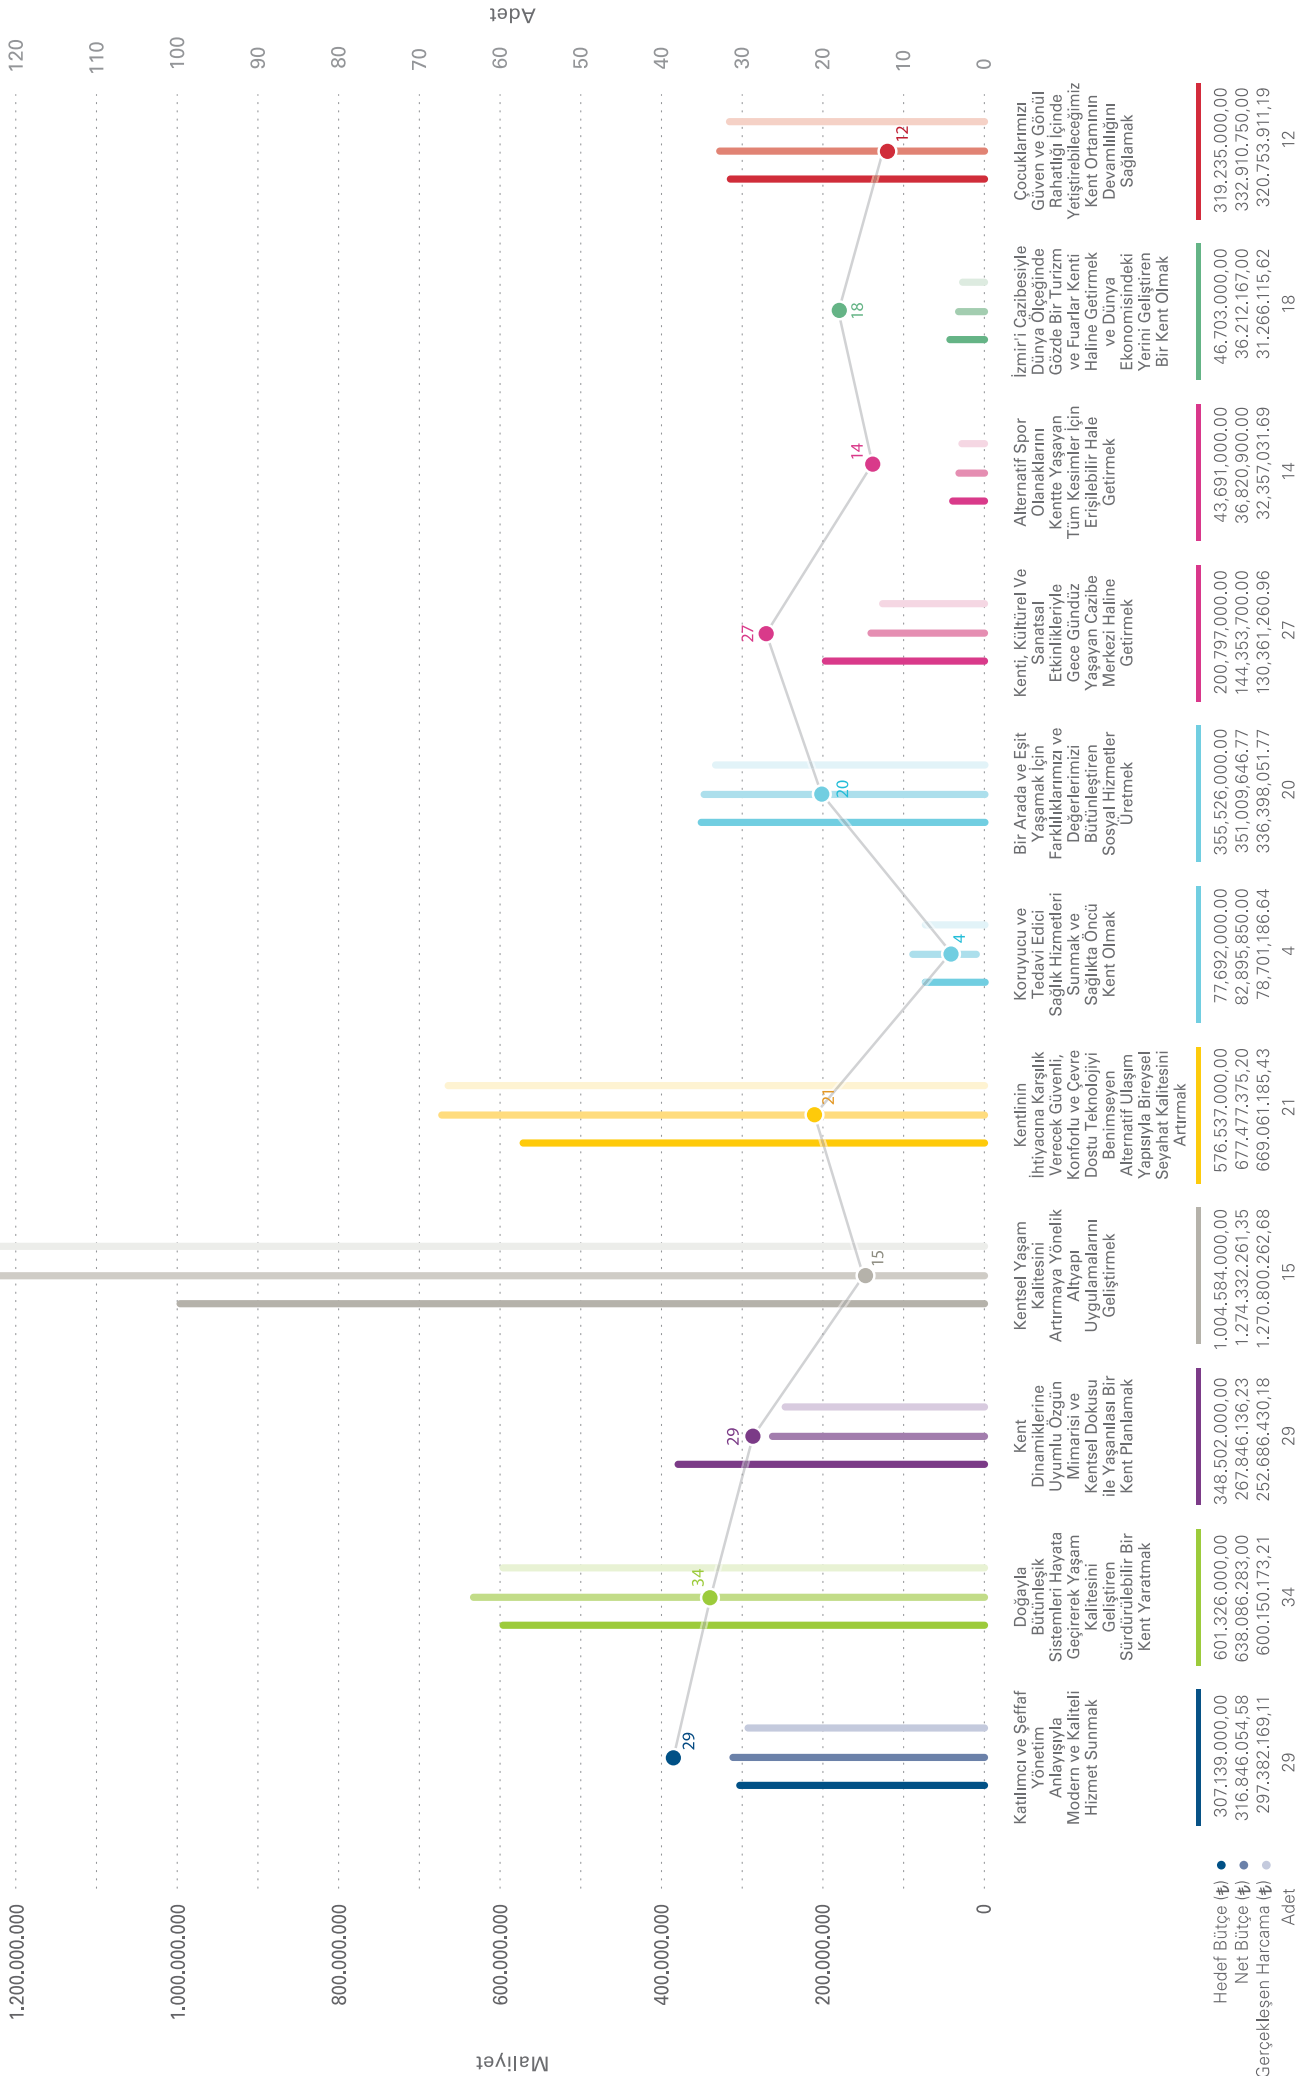 Maliyet
Adet
1.200.000.000
1.000.000.000
800.000.000
600.000.000
400.000.000
200.000.000
0
120
110
100
90
80
70
60
50
40
30
20
10
0
29
34
29
15
21
4
20
27
14
18
12
Katılımcı ve Şeffaf
Yönetim
Anlayışıyla
Modern ve Kaliteli
Hizmet Sunmak
Doğayla
Bütünleşik
Sistemleri Hayata
Geçirerek Yaşam
Kalitesini
Geliştiren
Sürdürülebilir Bir
Kent Yaratmak
Kent
Dinamiklerine
Uyumlu Özgün
Mimarisi ve
Kentsel Dokusu
ile Yaşanılası Bir
Kent Planlamak
Kentsel Yaşam
Kalitesini
Artırmaya Yönelik
Altyapı
Uygulamalarını
Geliştirmek
Kentlinin
İhtiyacına Karşılık
Verecek Güvenli,
Konforlu ve Çevre
Dostu Teknolojiyi
Benimseyen
Alternatif Ulaşım
Yapısıyla Bireysel
Seyahat Kalitesini
Artırmak
Koruyucu ve
Tedavi Edici
Sağlık Hizmetleri
Sunmak ve
Sağlıkta Öncü
Kent Olmak
Bir Arada ve Eşit
Yaşamak İçin
Farklılıklarımızı ve
Değerlerimizi
Bütünleştiren
Sosyal Hizmetler
Üretmek
Kenti, Kültürel Ve
Sanatsal
Etkinlikleriyle
Gece Gündüz
Yaşayan Cazibe
Merkezi Haline
Getirmek
Alternatif Spor
Olanaklarını
Kentte Yaşayan
Tüm Kesimler İçin
Erişilebilir Hale
Getirmek
İzmir'i Cazibesiyle
Dünya Ölçeğinde
Gözde Bir Turizm
ve Fuarlar Kenti
Haline Getirmek
ve Dünya
Ekonomisindeki
Yerini Geliştiren
Bir Kent Olmak
Çocuklarımızı
Güven ve Gönül
Rahatlığı İçinde
Yetiştirebileceğimiz
Kent Ortamının
Devamlılığını
Sağlamak
Hedef Bütçe (₺) 307.139.000,00 601.326.000,00 348.502.000,00 1.004.584.000,00 576.537.000,00 77,692,000.00 355,526,000.00 200,797,000.00 43,691,000.00 46.703.000,00 319.235.000,00
Net Bütçe (₺) 316.846.054,58 638.086.283,00 267.846.136,23 1.274.332.261,35 677.477.375,20 82,895,850.00 351,009,646.77 144,353,700.00 36,820,900.00 36.212.167,00 332.910.750,00
Gerçekleşen Harcama (₺) 297.382.169,11 600.150.173,21 252.686.430,18 1.270.800.262,68 669.061.185,43 78,701,186.64 336,398,051.77 130,361,260.96 32,357,031.69 31.266.115,62 320.753.911,19
Adet 29 34 29 15 21 4 20 27 14 18 12